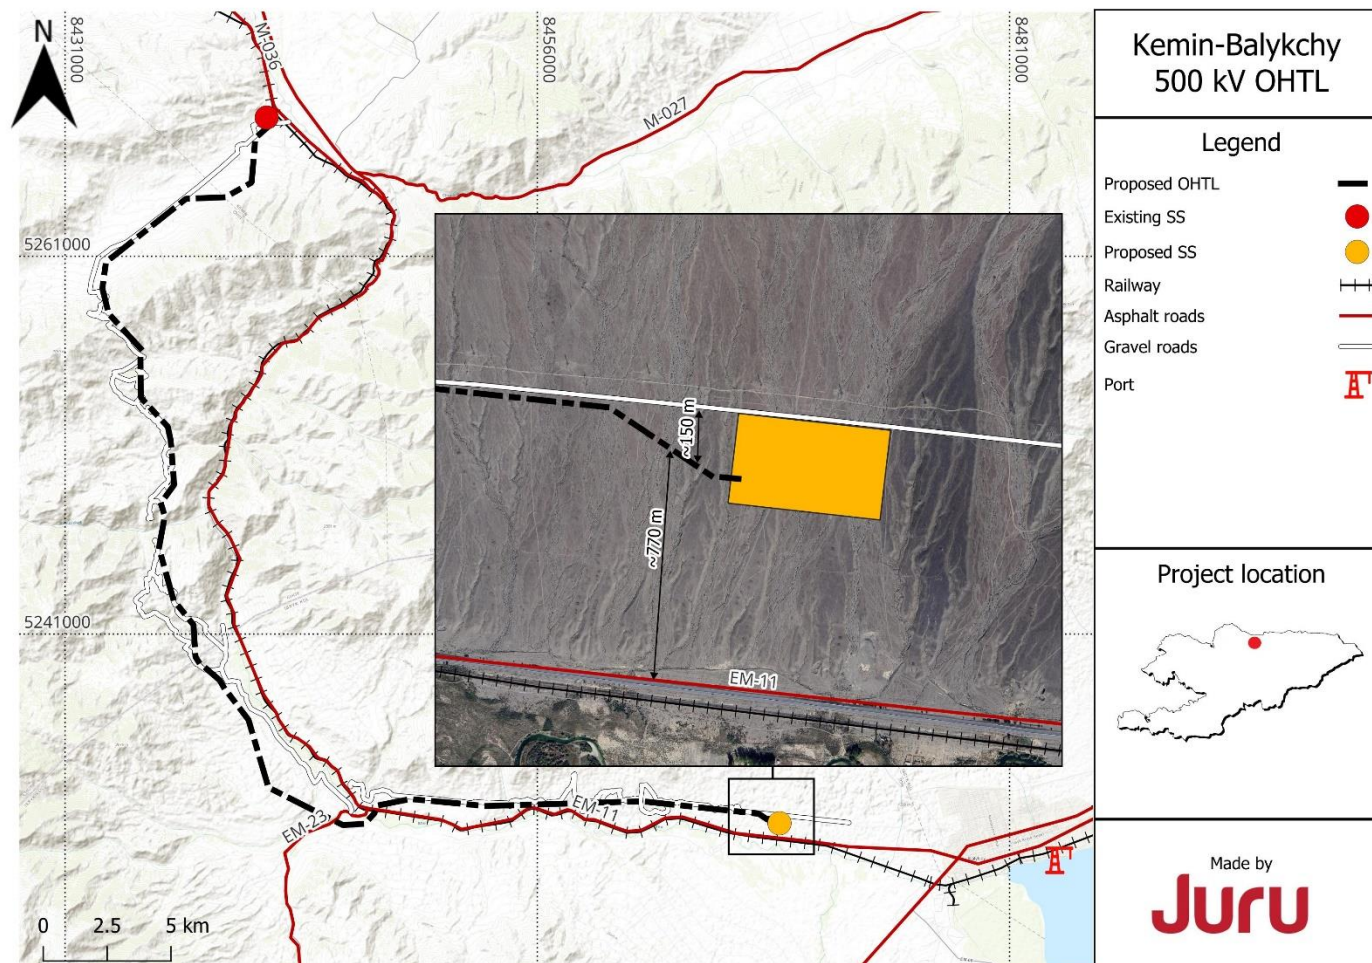 Kemin-Balykchy
500 kV OHTL
Legend
Proposed OHTL
Existing SS
Proposed SS
Railway
Asphalt roads
Gravel roads
Port
Project location
Made by
Juru
N
8431000
8456000
8481000
M-036
M-027
5261000
5241000
~150 m
~770 m
EM-11
EM-23
EM-11
0 2.5 5 km